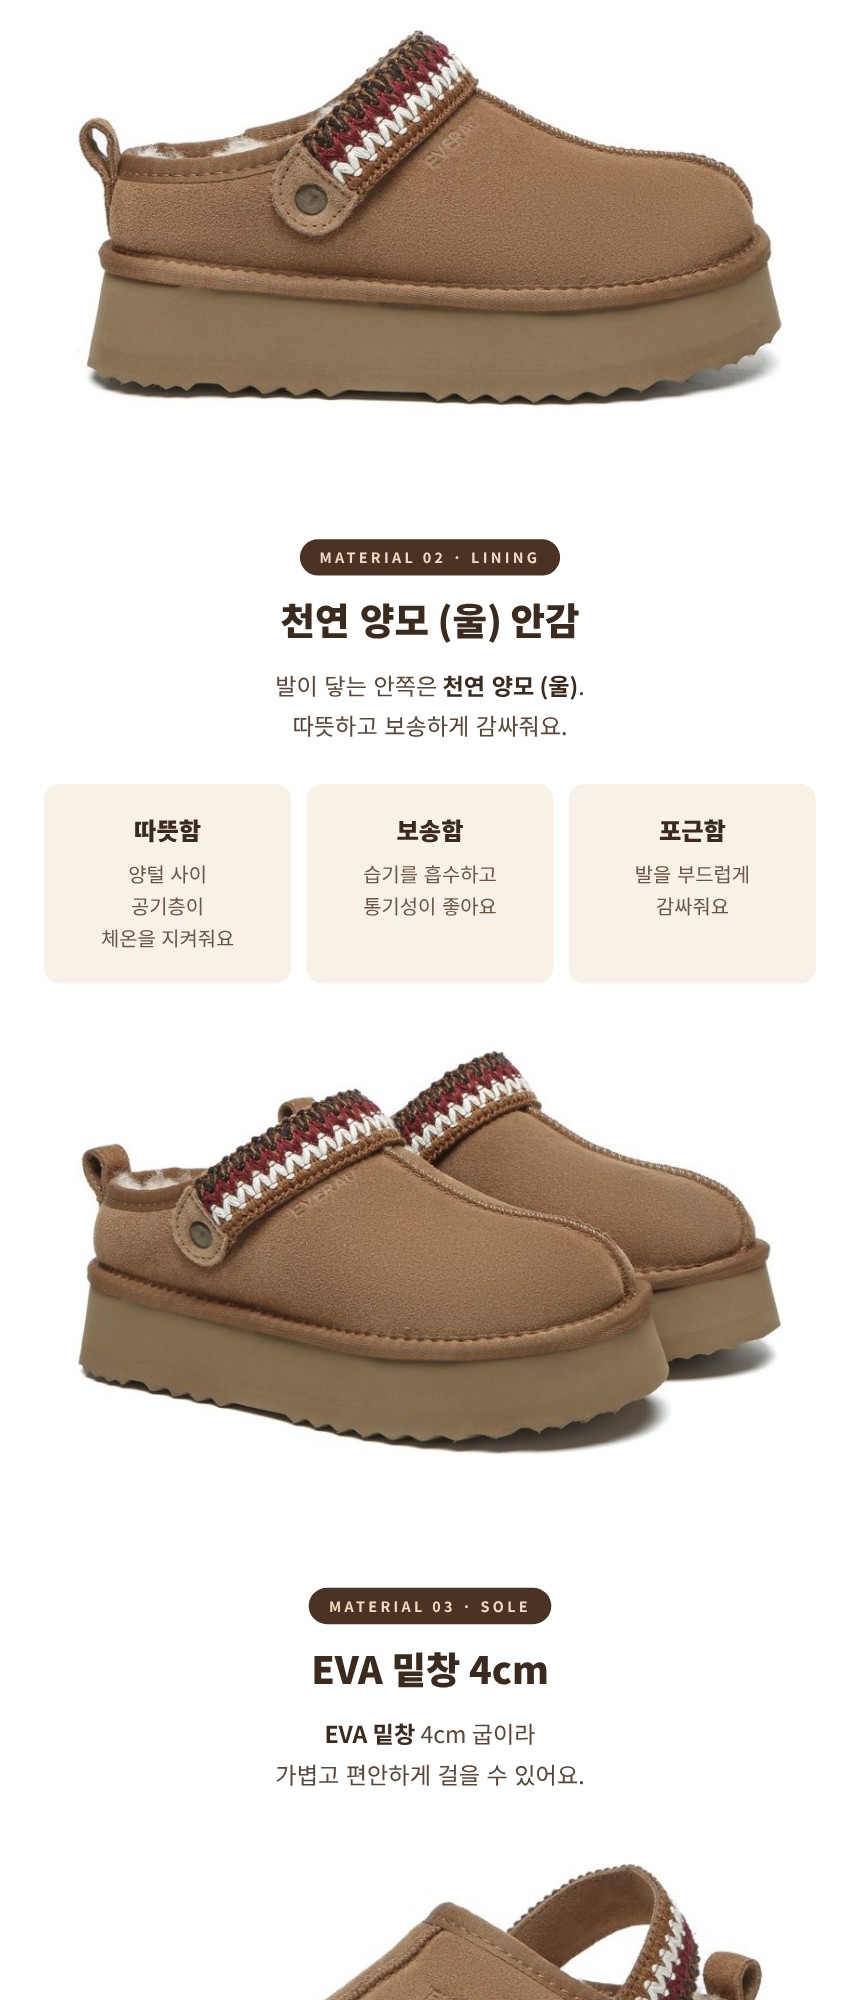 EVERAU
MATERIAL 02 · LINING
천연 양모 (울) 안감
발이 닿는 안쪽은 천연 양모 (울).
따뜻하고 보송하게 감싸줘요.
따뜻함
양털 사이
공기층이
체온을 지켜줘요
보송함
습기를 흡수하고
통기성이 좋아요
포근함
발을 부드럽게
감싸줘요
EVERAU
MATERIAL 03 · SOLE
EVA 밑창 4cm
EVA 밑창 4cm 굽이라
가볍고 편안하게 걸을 수 있어요.